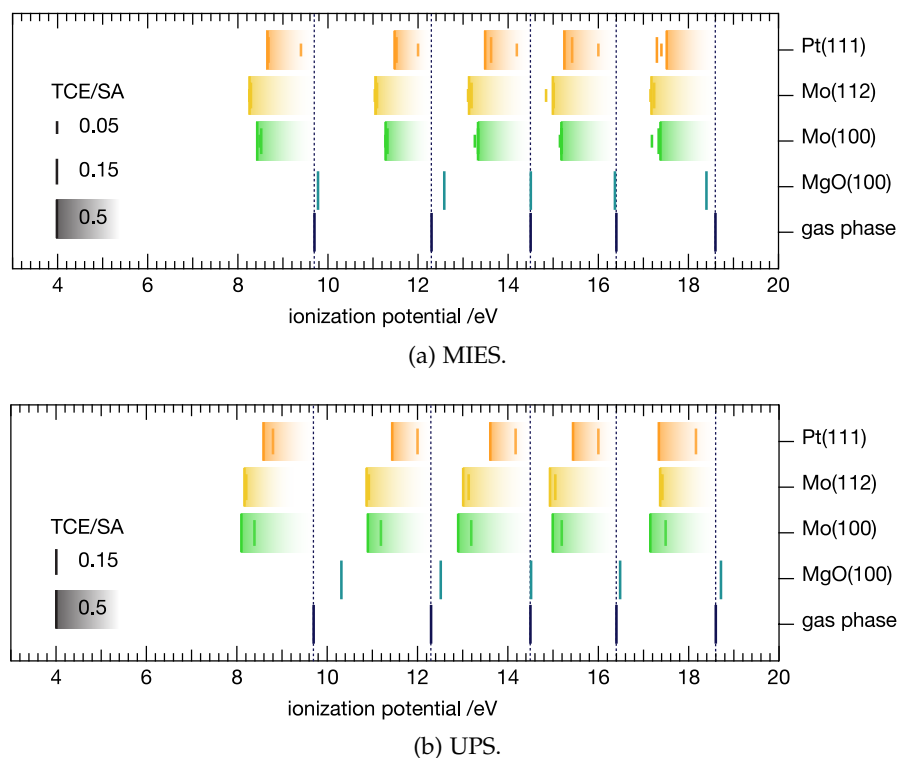 Pt(111)
TCE/SA
Mo(112)
0.05
Mo(100)
0.15
MgO(100)
0.5
gas phase
4 6 8 10 12 14 16 18 20
ionization potential /eV
(a) MIES.
Pt(111)
Mo(112)
TCE/SA
Mo(100)
0.15
MgO(100)
0.5
gas phase
4 6 8 10 12 14 16 18 20
ionization potential /eV
(b) UPS.